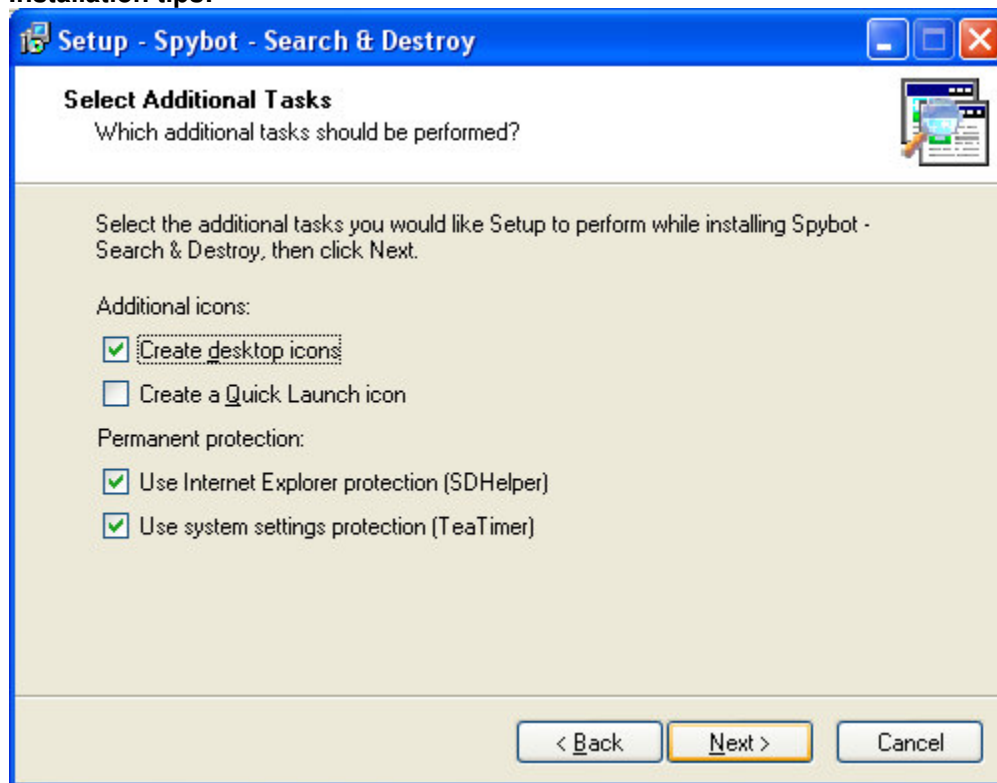 Installation tips:
Setup - Spybot - Search & Destroy
Select Additional Tasks
Which additional tasks should be performed?
Select the additional tasks you would like Setup to perform while installing Spybot -
Search & Destroy, then click Next.
Additional icons:
Create desktop icons
Create a Quick Launch icon
Permanent protection:
Use Internet Explorer protection (SDHelper)
Use system settings protection (TeaTimer)
< Back
Next >
Cancel